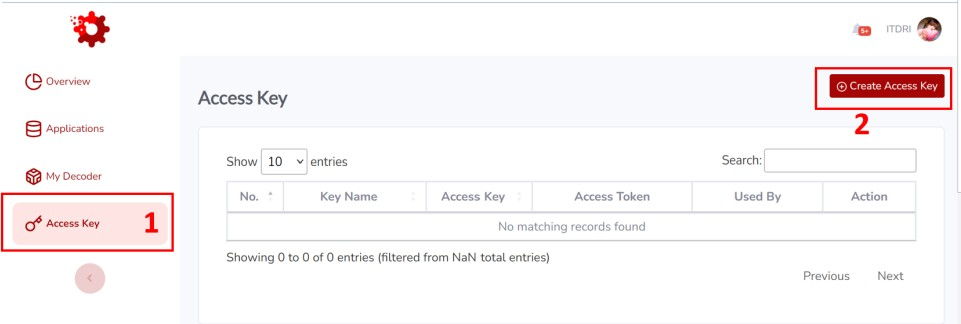 5+
ITDRI
Overview
Applications
My Decoder
Access Key
1
Access Key
Create Access Key
2
Show 10 entries
Search:
No. Key Name Access Key Access Token Used By Action
No matching records found
Showing 0 to 0 of 0 entries (filtered from NaN total entries)
Previous Next